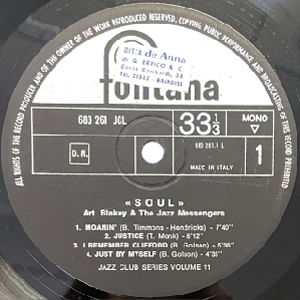 ALL RIGHTS OF THE RECORD PRODUCER AND OF THE OWNER OF THE WORK REPRODUCED RESERVED. COPYING, PUBLIC PERFORMANCE AND BROADCASTING OF THIS RECORD PROHIBITED
DITTA de Anna
di G. ERRICO & C.
fontana
683 261 JCL
33 1/3
MONO
D.R.
683 261.1 L
MADE IN ITALY
1
«SOUL»
Art Blakey & The Jazz Messengers
1. MOANIN' (B. Timmons - Hendricks) - 7'40"
2. JUSTICE (T. Monk) - 8'12"
3. I REMEMBER CLIFFORD (B. Golson) - 5'36"
4. JUST BY MYSELF (B. Golson) - 4'35"
JAZZ CLUB SERIES VOLUME 11